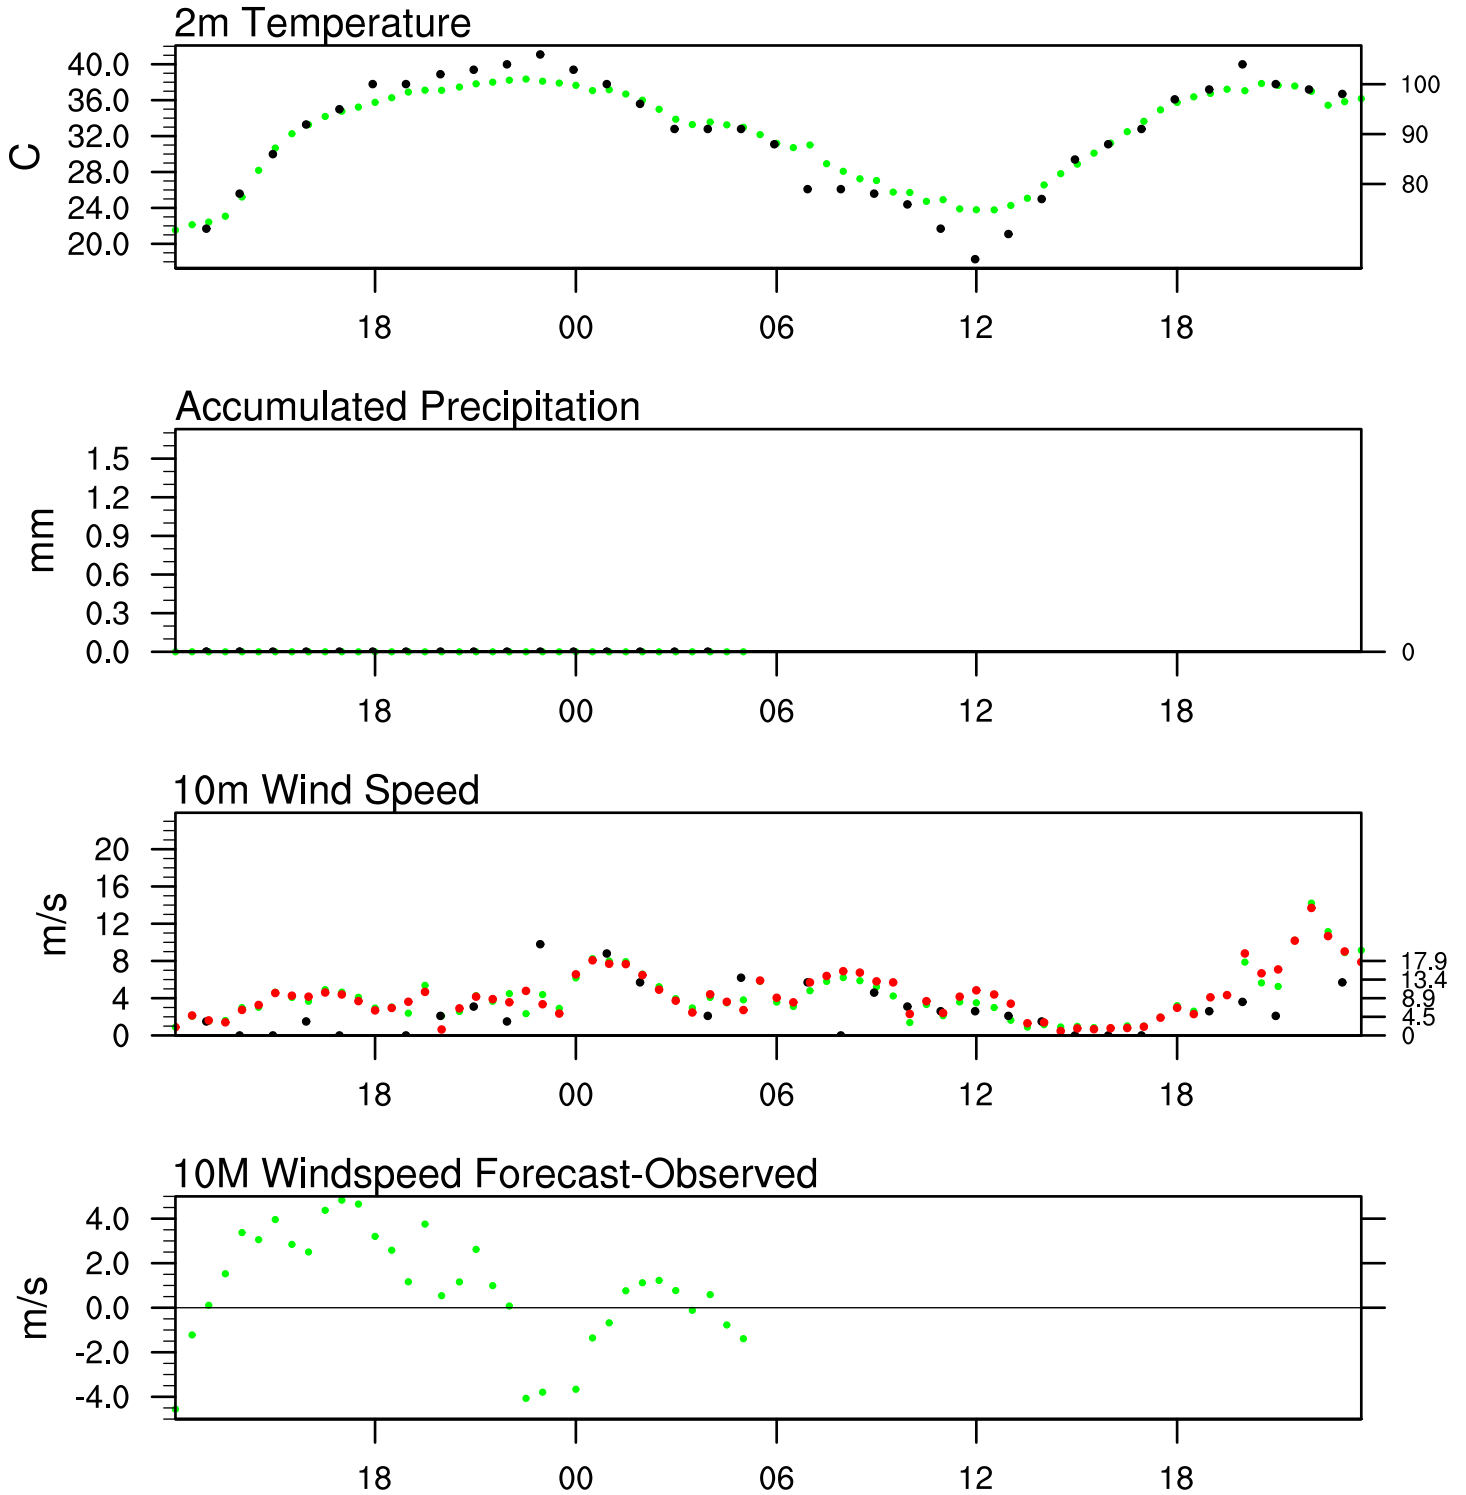 2m Temperature
40.0
36.0
32.0
28.0
24.0
20.0
C
100
90
80
18 00 06 12 18
Accumulated Precipitation
1.5
1.2
0.9
0.6
0.3
0.0
mm
0
18 00 06 12 18
10m Wind Speed
20
16
12
8
4
0
m/s
17.9
13.4
8.9
4.5
0
18 00 06 12 18
10M Windspeed Forecast-Observed
4.0
2.0
0.0
-2.0
-4.0
m/s
18 00 06 12 18